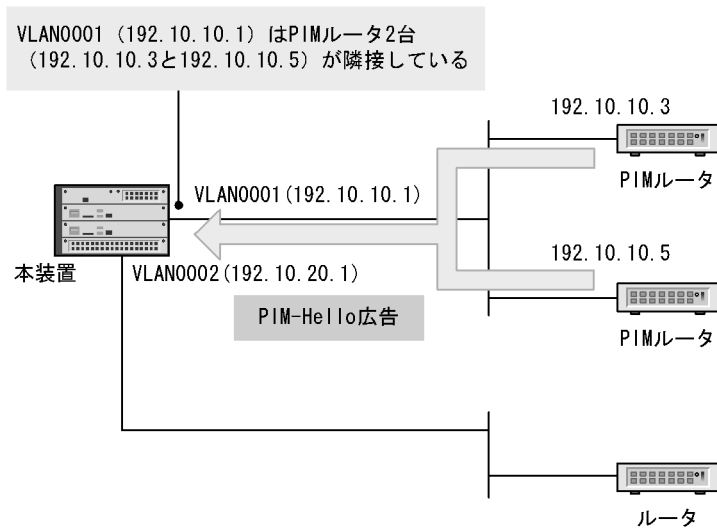 VLAN0001 (192.10.10.1) はPIMルータ2台
(192.10.10.3と192.10.10.5) が隣接している
192.10.10.3
PIMルータ
VLAN0001(192.10.10.1)
本装置
VLAN0002(192.10.20.1)
192.10.10.5
PIM-Hello広告
PIMルータ
ルータ